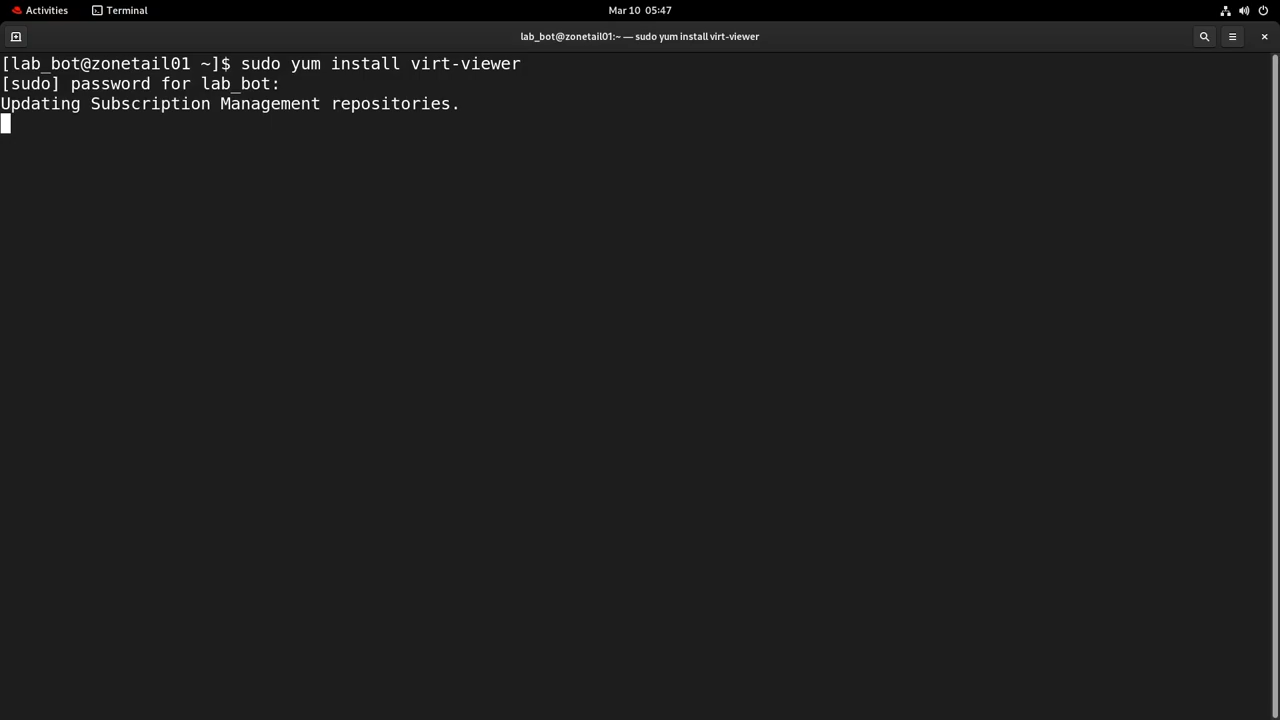 Activities Terminal Mar 10 05:47
lab_bot@zonetail01:~ — sudo yum install virt-viewer
[lab_bot@zonetail01 ~]$ sudo yum install virt-viewer
[sudo] password for lab_bot:
Updating Subscription Management repositories.